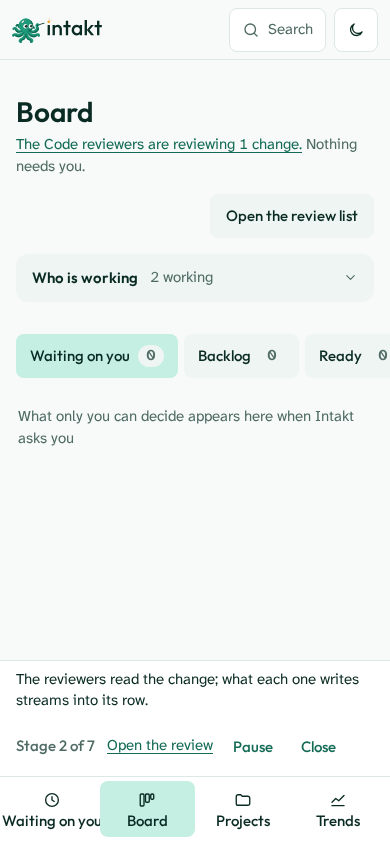 intakt
Search
Board
The Code reviewers are reviewing 1 change. Nothing
needs you.
Open the review list
Who is working 2 working
Waiting on you 0 Backlog 0 Ready 0
What only you can decide appears here when Intakt
asks you
The reviewers read the change; what each one writes
streams into its row.
Stage 2 of 7 Open the review Pause Close
Waiting on you Board Projects Trends